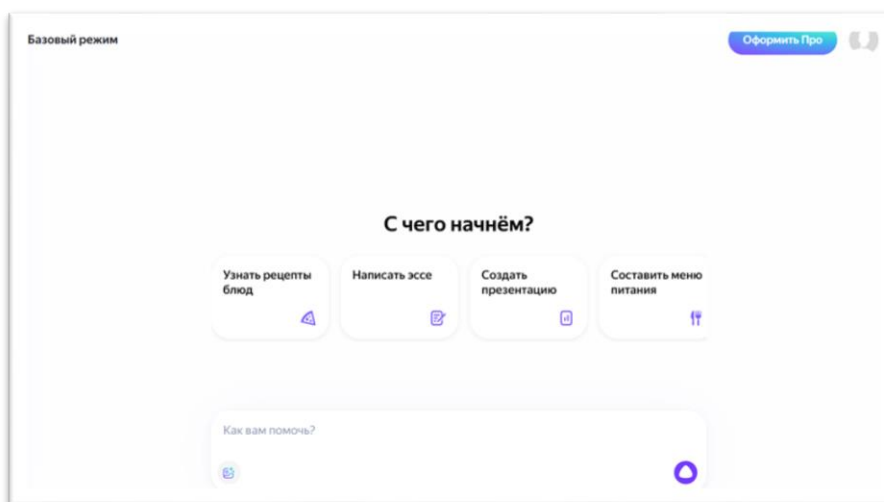 Базовый режим
Оформить Про
С чего начнём?
Узнать рецепты
блюд
Написать эссе
Создать
презентацию
Составить меню
питания
Как вам помочь?